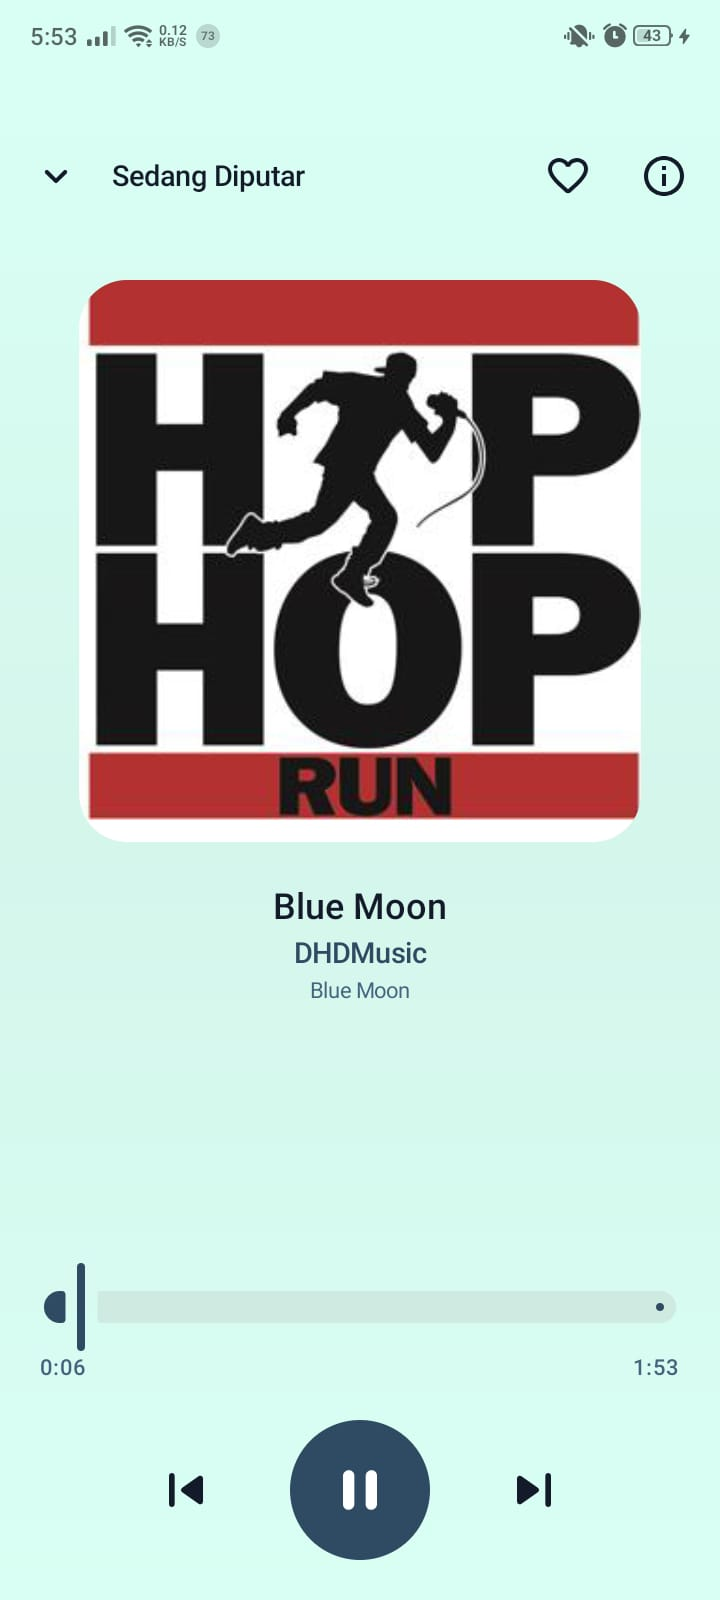 5:53 0.12 KB/S 73 43
Sedang Diputar
HIP
HOP
RUN
Blue Moon
DHDMusic
Blue Moon
0:06 1:53